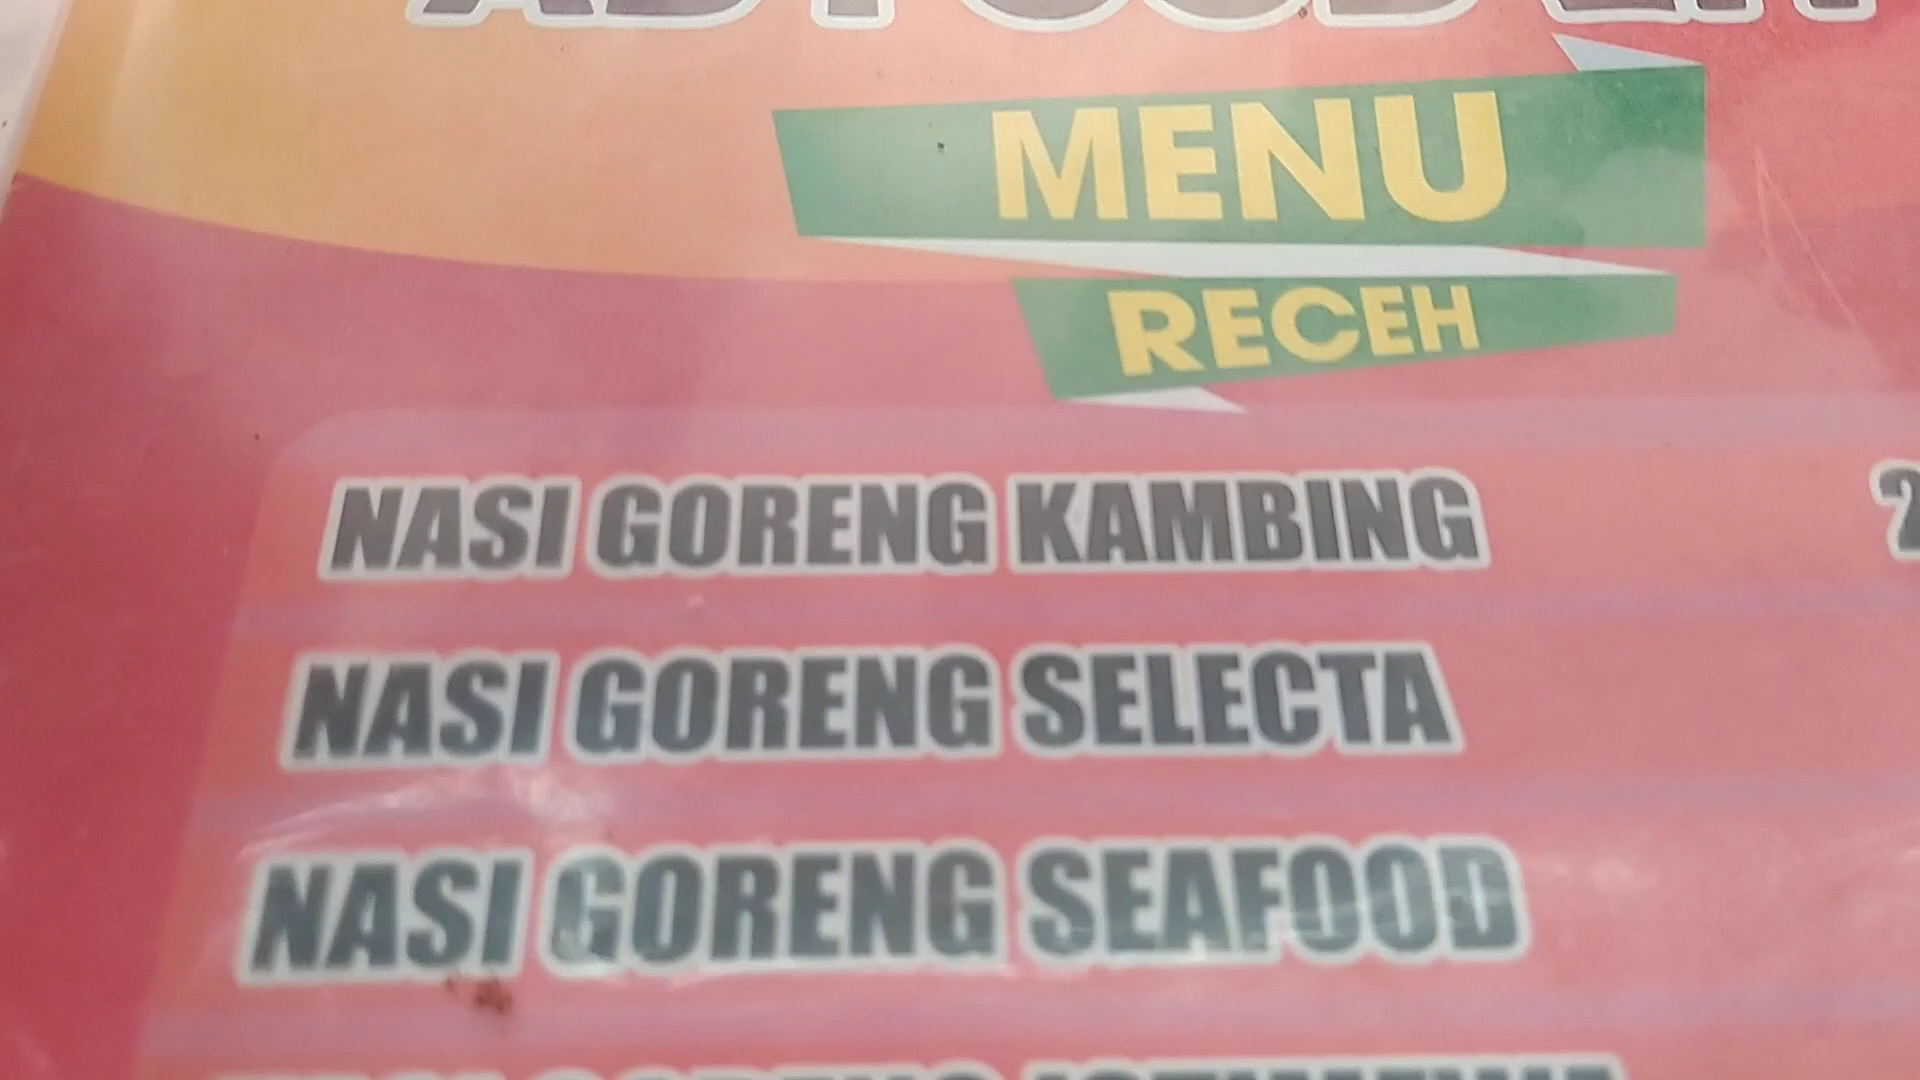 MENU
RECEH
NASI GORENG KAMBING
NASI GORENG SELECTA
NASI GORENG SEAFOOD